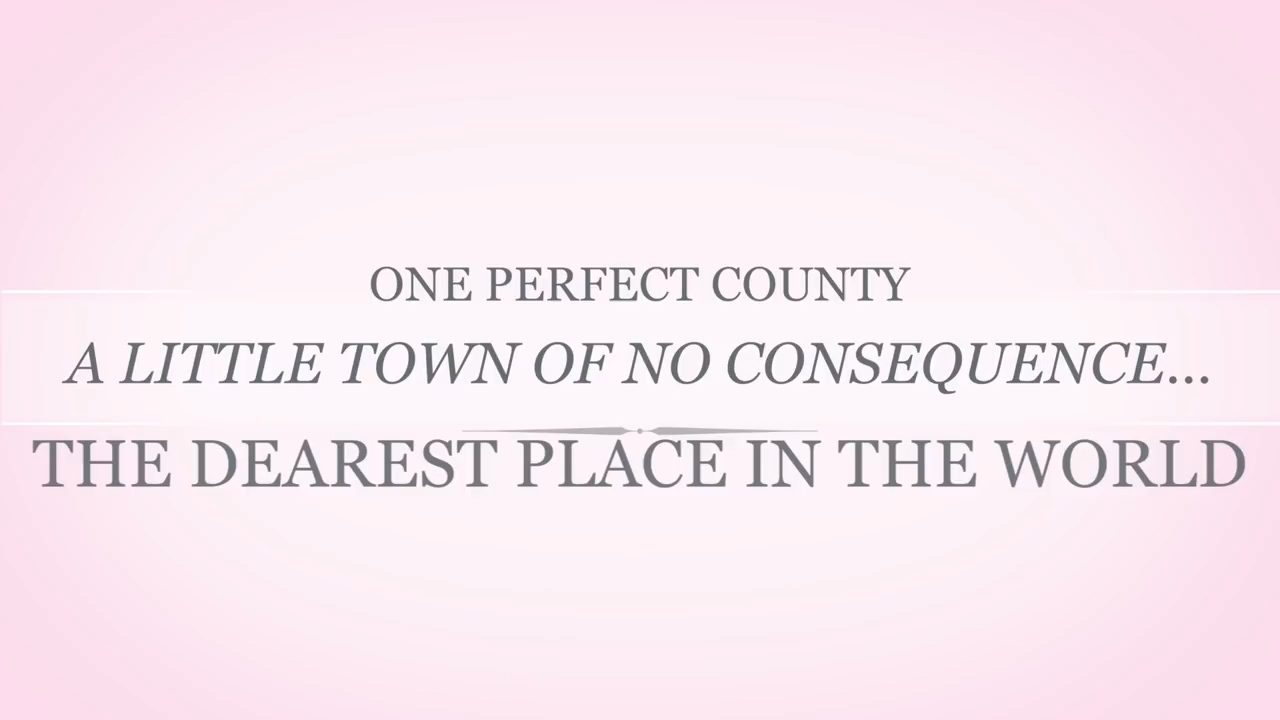 ONE PERFECT COUNTY
A LITTLE TOWN OF NO CONSEQUENCE...
THE DEAREST PLACE IN THE WORLD